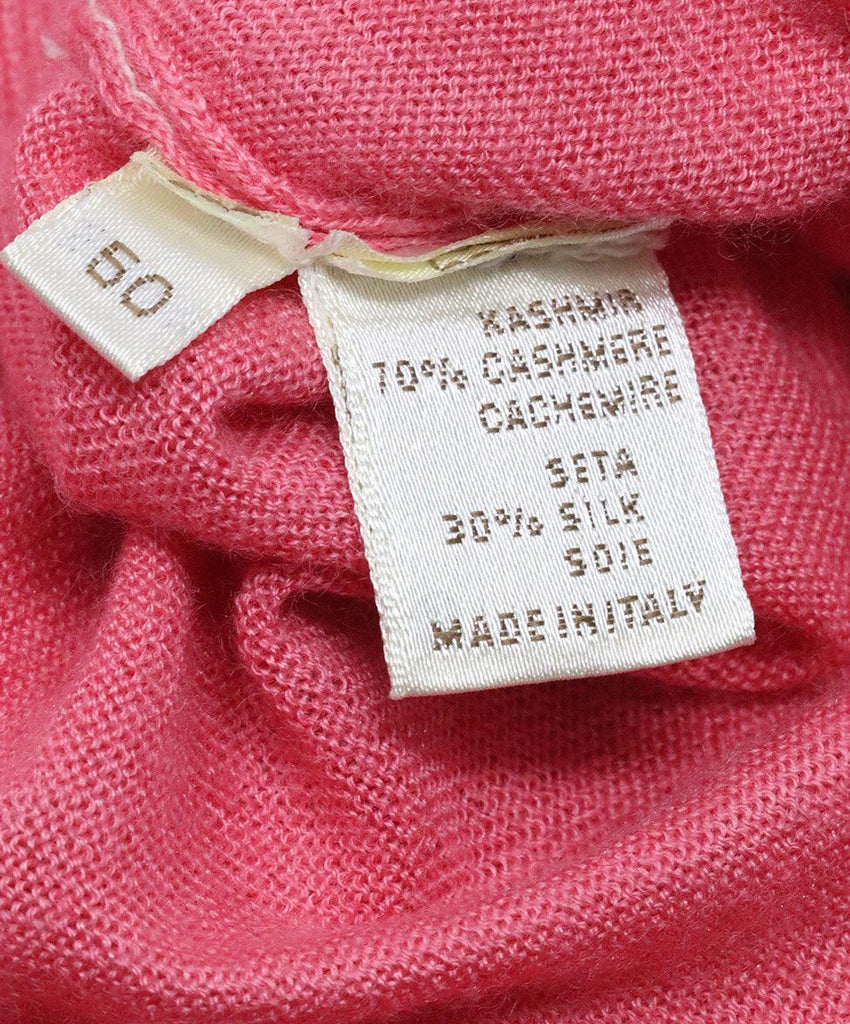 50
KASHMIR
70% CASHMERE
CACHEMIRE
SETA
30% SILK
SOIE
MADE IN ITALY